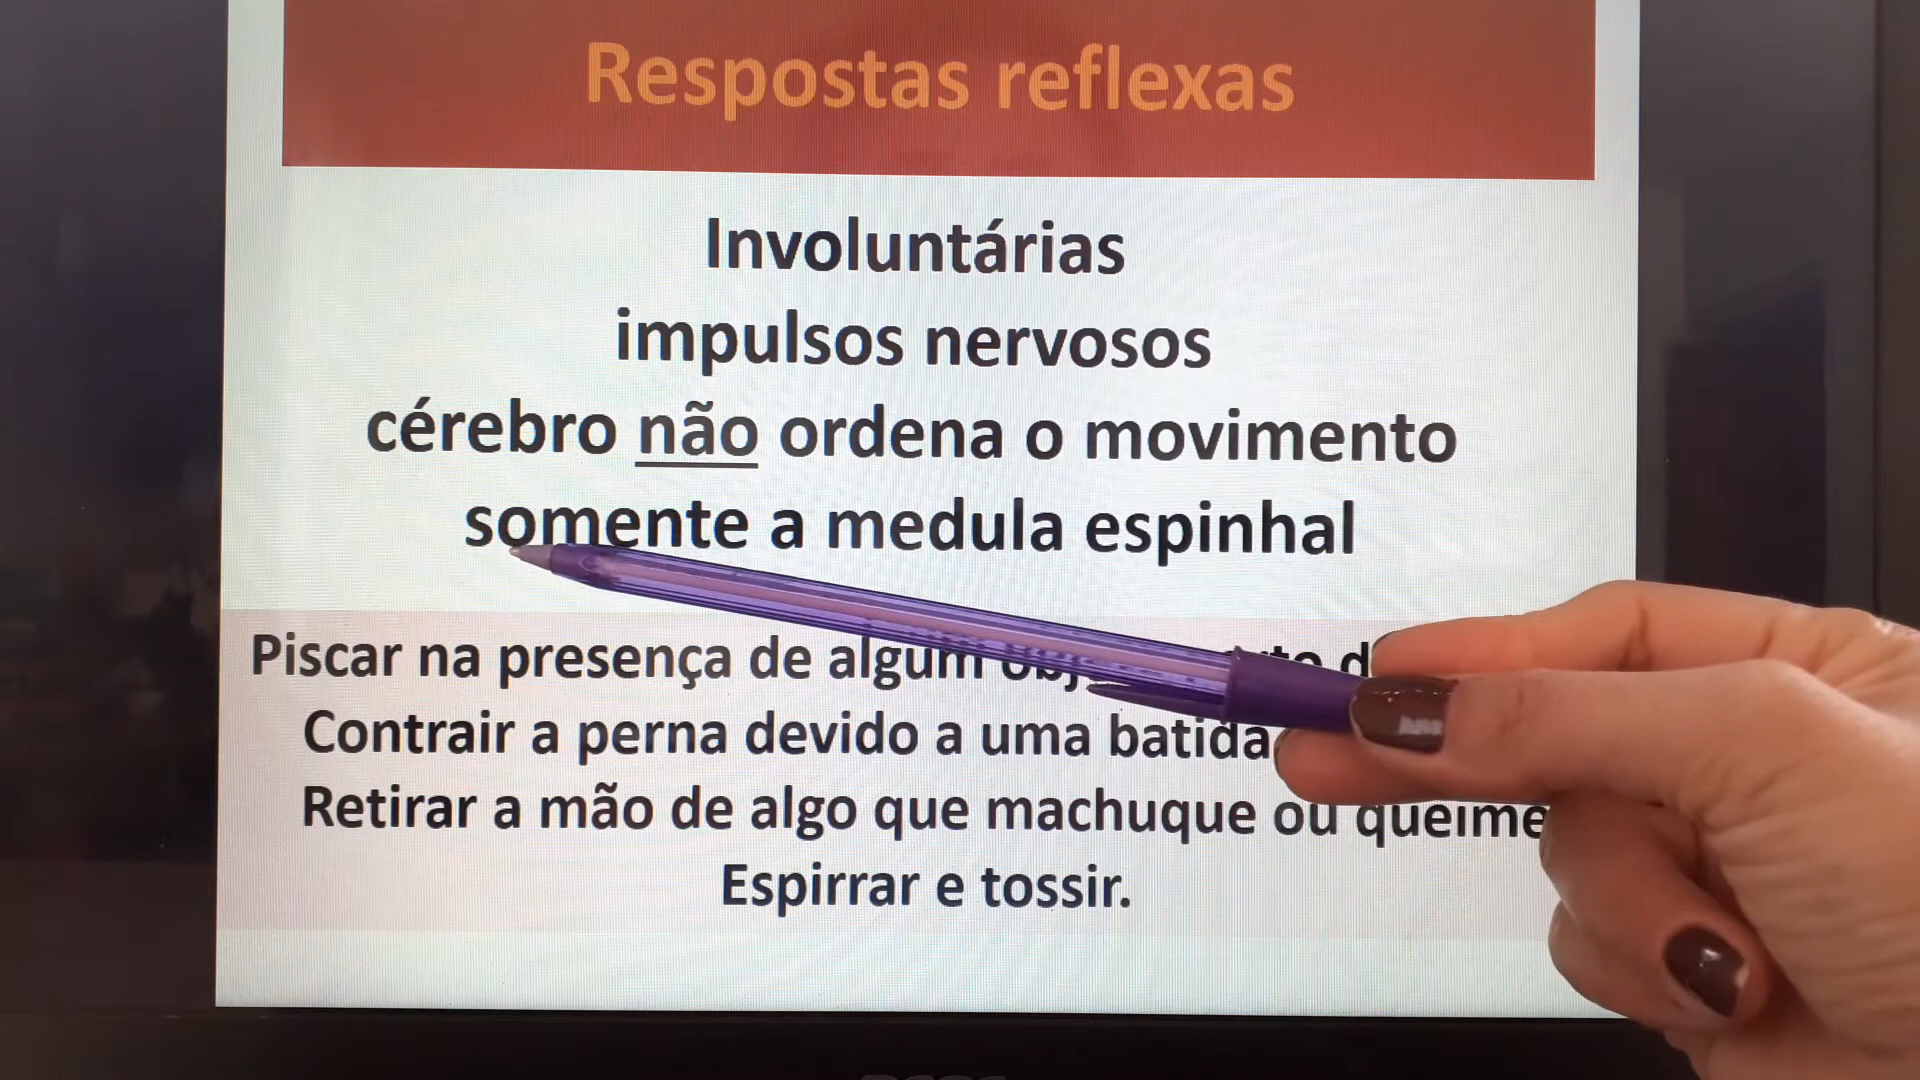 Respostas reflexas
Involuntárias
impulsos nervosos
cérebro não ordena o movimento
somente a medula espinhal
Piscar na presença de algum
Contrair a perna devido a uma batida
Retirar a mão de algo que machuque ou queime
Espirrar e tossir.